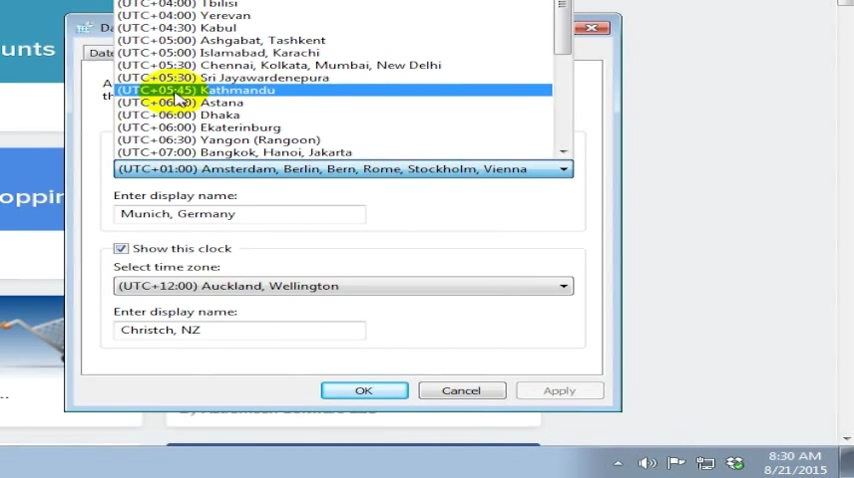 (UTC+04:00) Tbilisi
(UTC+04:00) Yerevan
(UTC+04:30) Kabul
(UTC+05:00) Ashgabat, Tashkent
(UTC+05:00) Islamabad, Karachi
(UTC+05:30) Chennai, Kolkata, Mumbai, New Delhi
(UTC+05:30) Sri Jayawardenepura
(UTC+05:45) Kathmandu
(UTC+06:00) Astana
(UTC+06:00) Dhaka
(UTC+06:00) Ekaterinburg
(UTC+06:30) Yangon (Rangoon)
(UTC+07:00) Bangkok, Hanoi, Jakarta
(UTC+01:00) Amsterdam, Berlin, Bern, Rome, Stockholm, Vienna
Enter display name:
Munich, Germany
Show this clock
Select time zone:
(UTC+12:00) Auckland, Wellington
Enter display name:
Christch, NZ
OK Cancel Apply
unts
oppin
Da
Date
A
th
...
8:30 AM
8/21/2015